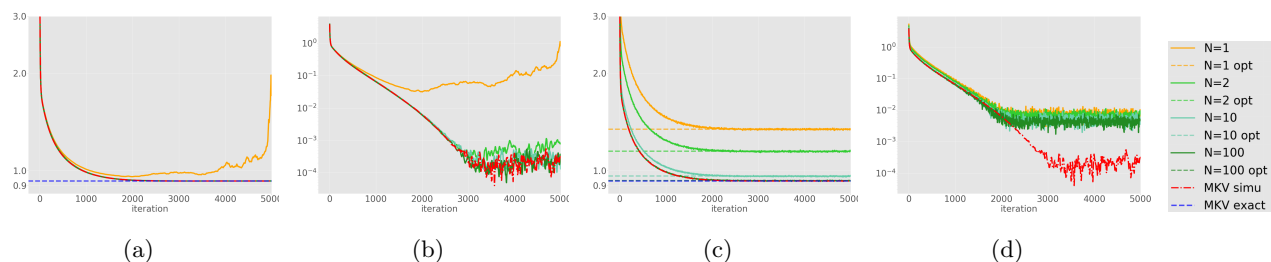 3.0
2.0
1.0
0.9
0
1000
2000
3000
4000
5000
iteration
(a)
10⁰
10⁻¹
10⁻²
10⁻³
10⁻⁴
0
1000
2000
3000
4000
5000
iteration
(b)
3.0
2.0
1.0
0.9
0
1000
2000
3000
4000
5000
iteration
(c)
10⁰
10⁻¹
10⁻²
10⁻³
10⁻⁴
0
1000
2000
3000
4000
5000
iteration
(d)
N=1
N=1 opt
N=2
N=2 opt
N=10
N=10 opt
N=100
N=100 opt
MKV simu
MKV exact